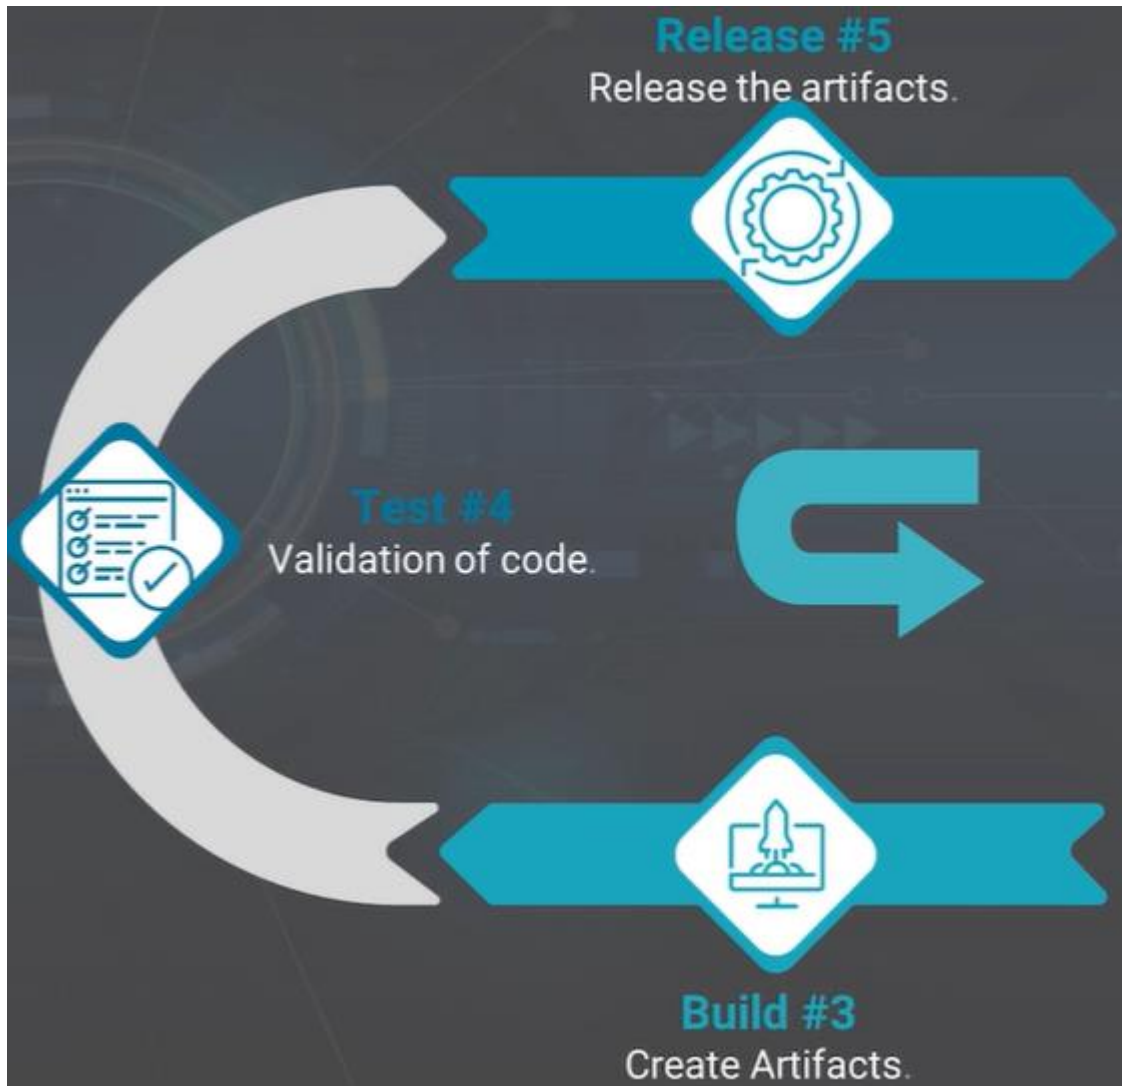 Release #5
Release the artifacts.
Test #4
Validation of code.
Build #3
Create Artifacts.